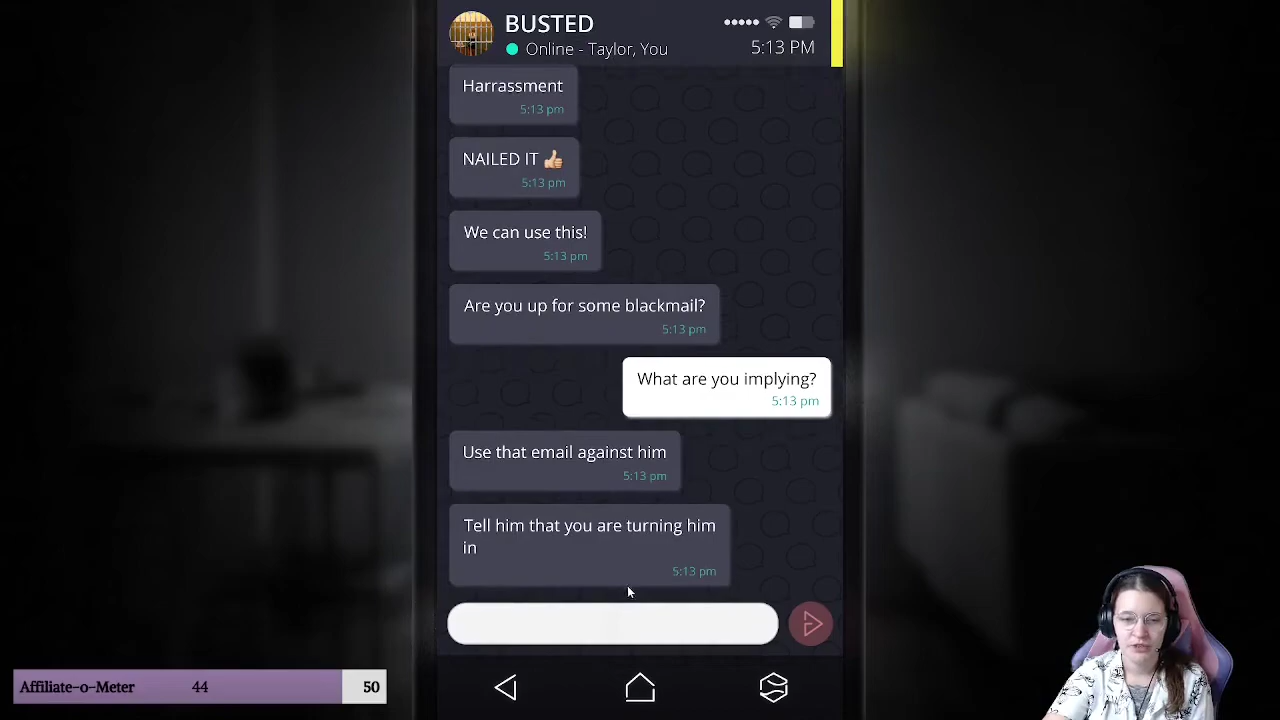 BUSTED
Online - Taylor, You
5:13 PM
Harrassment
5:13 pm
NAILED IT 👍🏼
5:13 pm
We can use this!
5:13 pm
Are you up for some blackmail?
5:13 pm
What are you implying?
5:13 pm
Use that email against him
5:13 pm
Tell him that you are turning him
in
5:13 pm
Affiliate-o-Meter 44 50